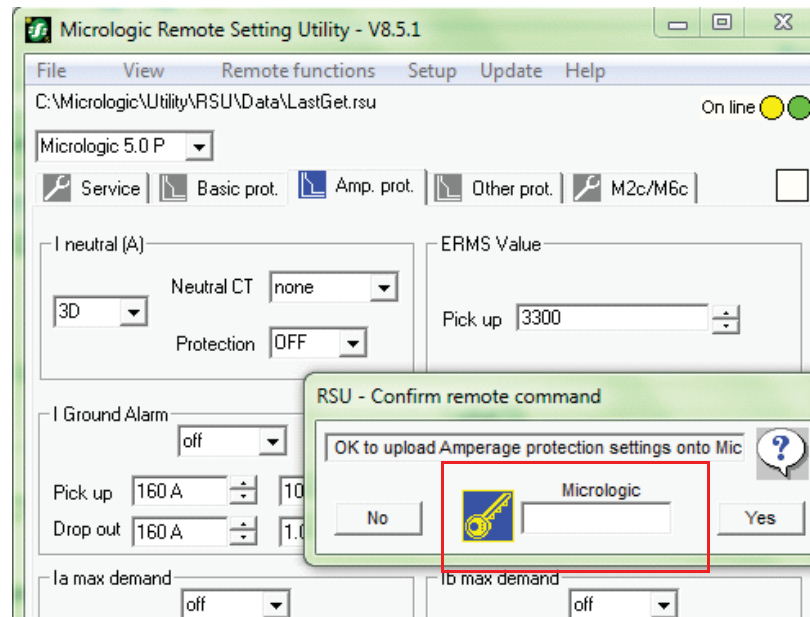 Micrologic Remote Setting Utility - V8.5.1
File View Remote functions Setup Update Help
C:\Micrologic\Utility\RSU\Data\LastGet.rsu
On line
Micrologic 5.0 P
Service Basic prot. Amp. prot. Other prot. M2c/M6c
I neutral (A)
ERMS Value
Neutral CT none
3D
Pick up 3300
Protection OFF
RSU - Confirm remote command
I Ground Alarm
off
OK to upload Amperage protection settings onto Mic
?
Pick up 160 A 10
Micrologic
No
Yes
Drop out 160 A 1.0
Ia max demand
Ib max demand
off
off